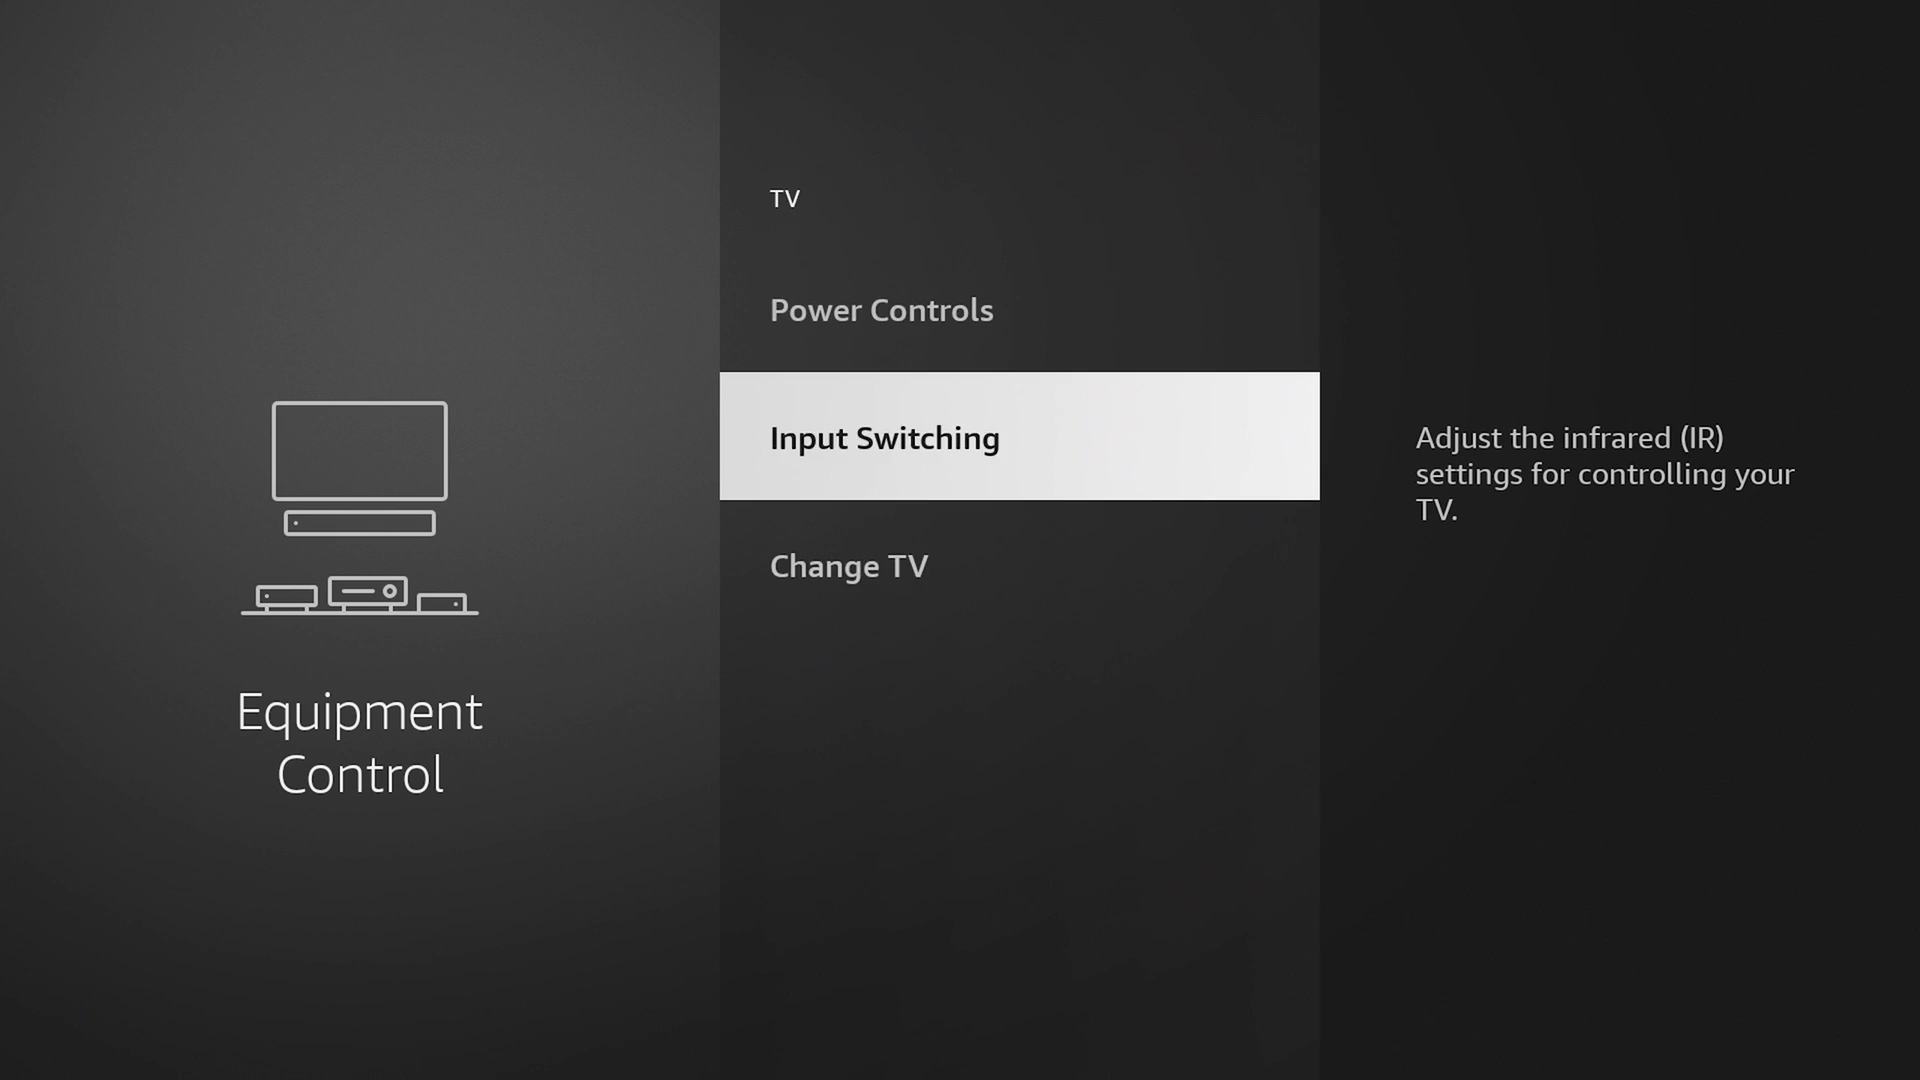 Equipment
Control
TV
Power Controls
Input Switching
Change TV
Adjust the infrared (IR)
settings for controlling your
TV.